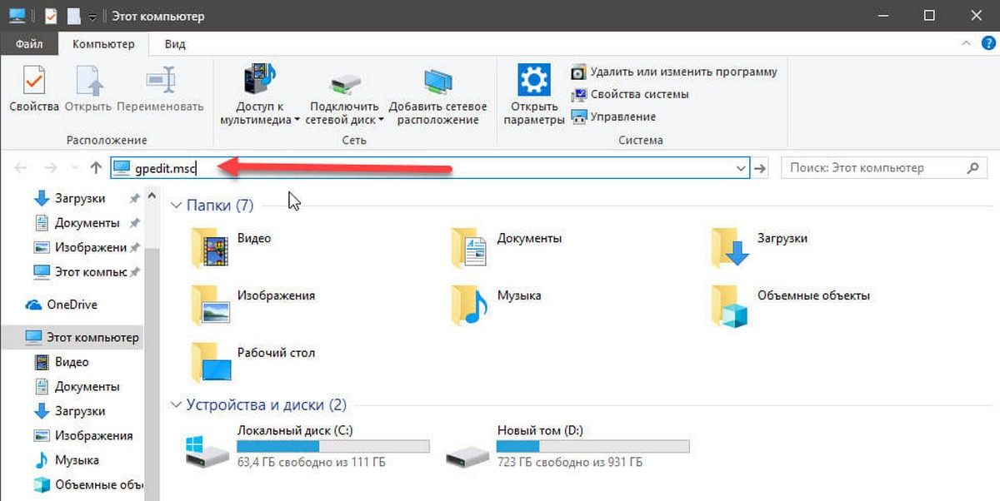 Этот компьютер
Файл
Компьютер
Вид
Свойства
Открыть
Переименовать
Расположение
Доступ к
мультимедиа
Подключить
сетевой диск
Добавить сетевое
расположение
Сеть
Открыть
параметры
Удалить или изменить программу
Свойства системы
Управление
Система
gpedit.msc
Поиск: Этот компьютер
Загрузки
Документы
Изображени
Этот компьюс
OneDrive
Этот компьютер
Видео
Документы
Загрузки
Изображения
Музыка
Объемные объ
Папки (7)
Видео
Документы
Загрузки
Изображения
Музыка
Объемные объекты
Рабочий стол
Устройства и диски (2)
Локальный диск (C:)
63,4 ГБ свободно из 111 ГБ
Новый том (D:)
723 ГБ свободно из 931 ГБ